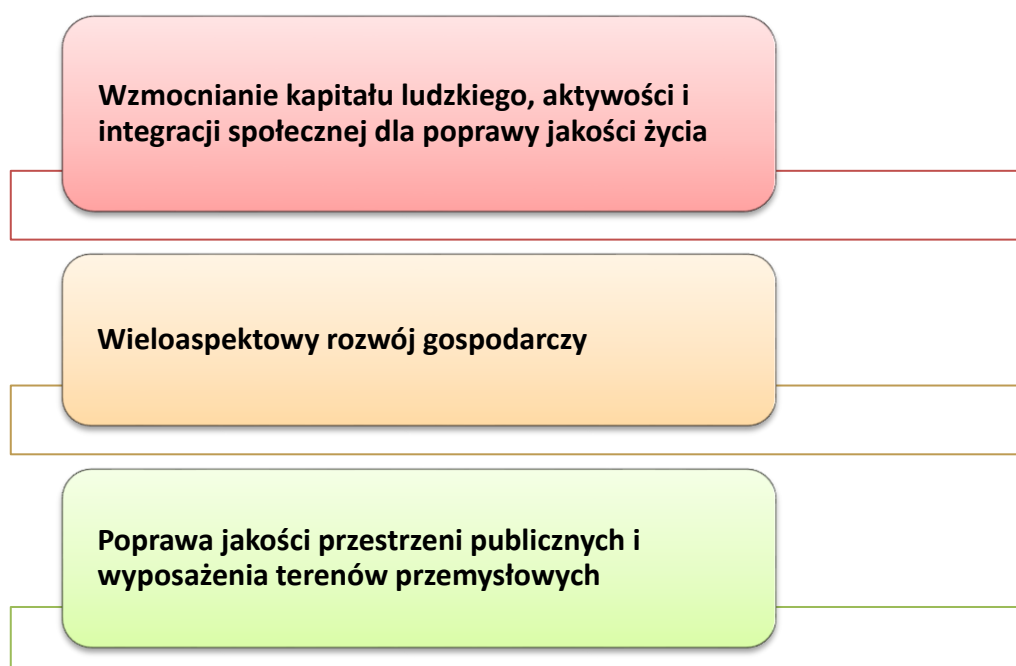 Wzmocnianie kapitału ludzkiego, aktywości i
integracji społecznej dla poprawy jakości życia
Wieloaspektowy rozwój gospodarczy
Poprawa jakości przestrzeni publicznych i
wyposażenia terenów przemysłowych